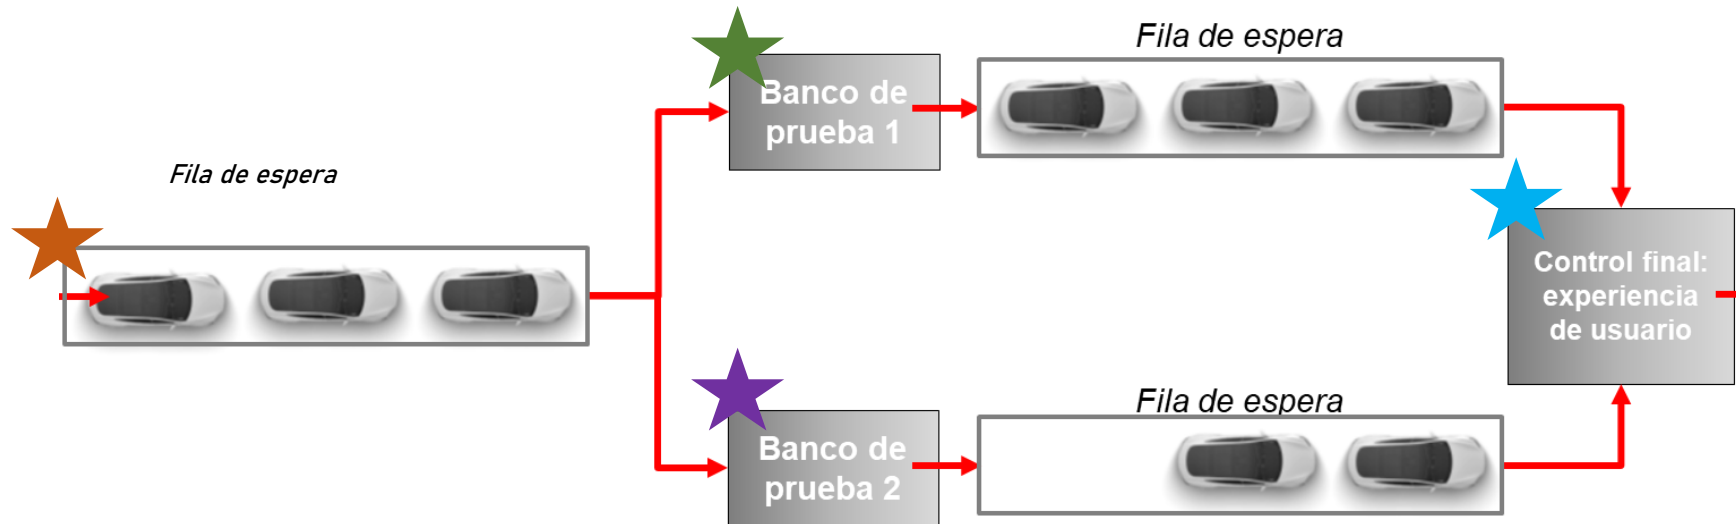 Fila de espera
Banco de
prueba 1
Fila de espera
Control final:
experiencia
de usuario
Banco de
prueba 2
Fila de espera